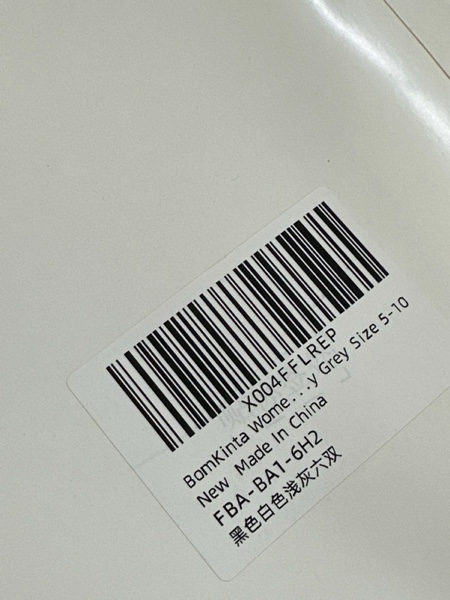 X004FFLREP
BomKinta Wome...y Grey Size 5-10
New Made In China
FBA-BA1-6H2
黑色白色浅灰六双